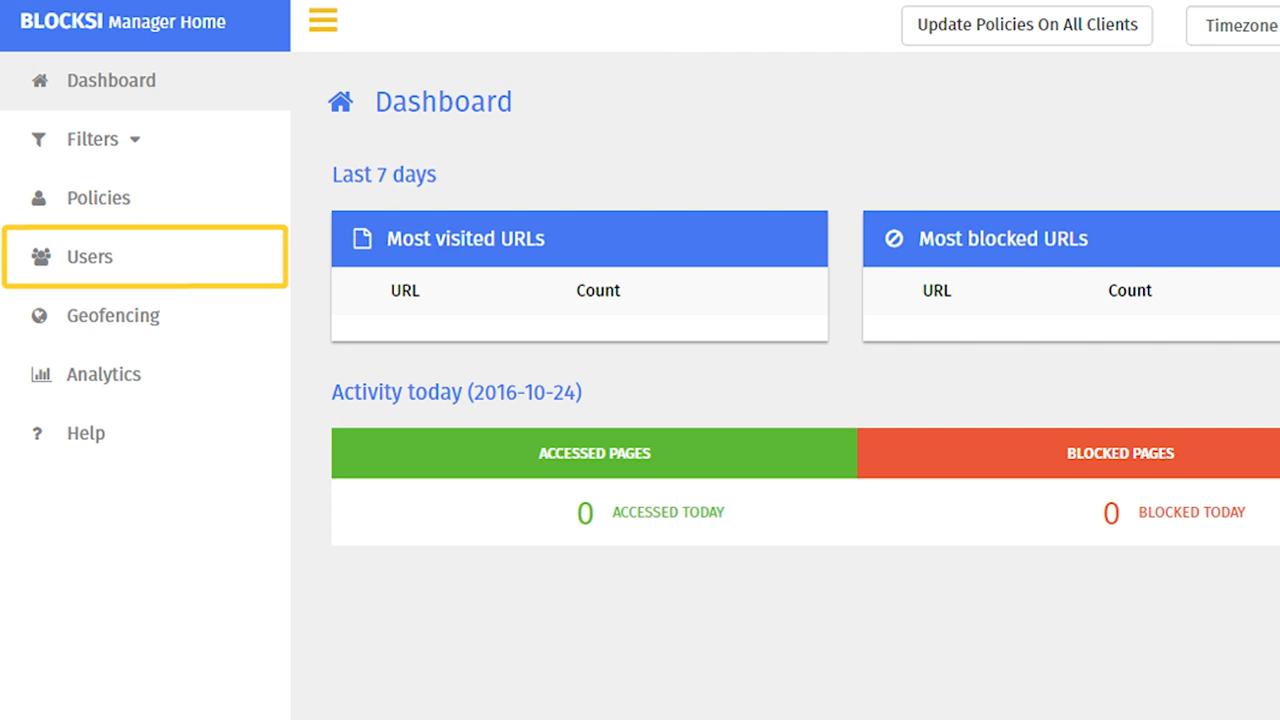 BLOCKSI Manager Home
Update Policies On All Clients
Timezone
Dashboard
Filters
Policies
Users
Geofencing
Analytics
? Help
Dashboard
Last 7 days
Most visited URLs
URL Count
Most blocked URLs
URL Count
Activity today (2016-10-24)
ACCESSED PAGES
BLOCKED PAGES
0 ACCESSED TODAY
0 BLOCKED TODAY